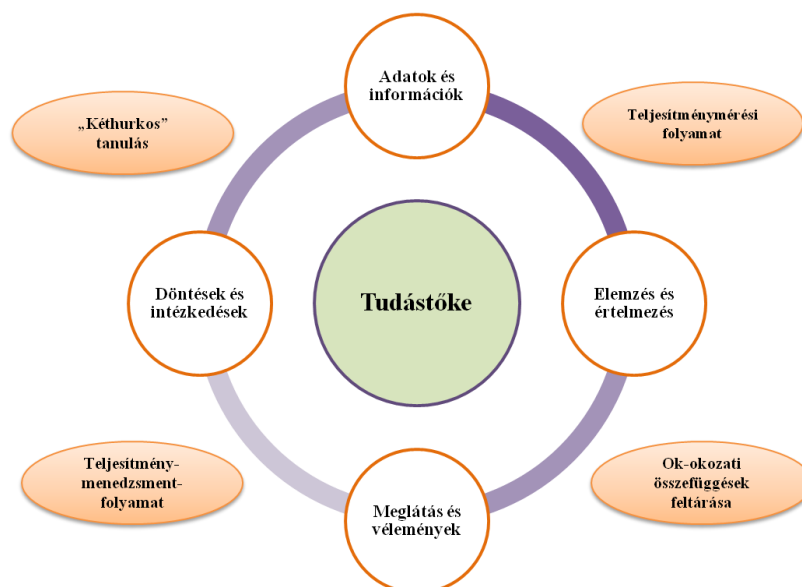 Adatok és
információk
„Kéthurkos”
tanulás
Teljesítménymérési
folyamat
Döntések és
intézkedések
Tudástőke
Elemzés és
értelmezés
Teljesítmény-
menedzsment-
folyamat
Meglátás és
vélemények
Ok-okozati
összefüggések
feltárása